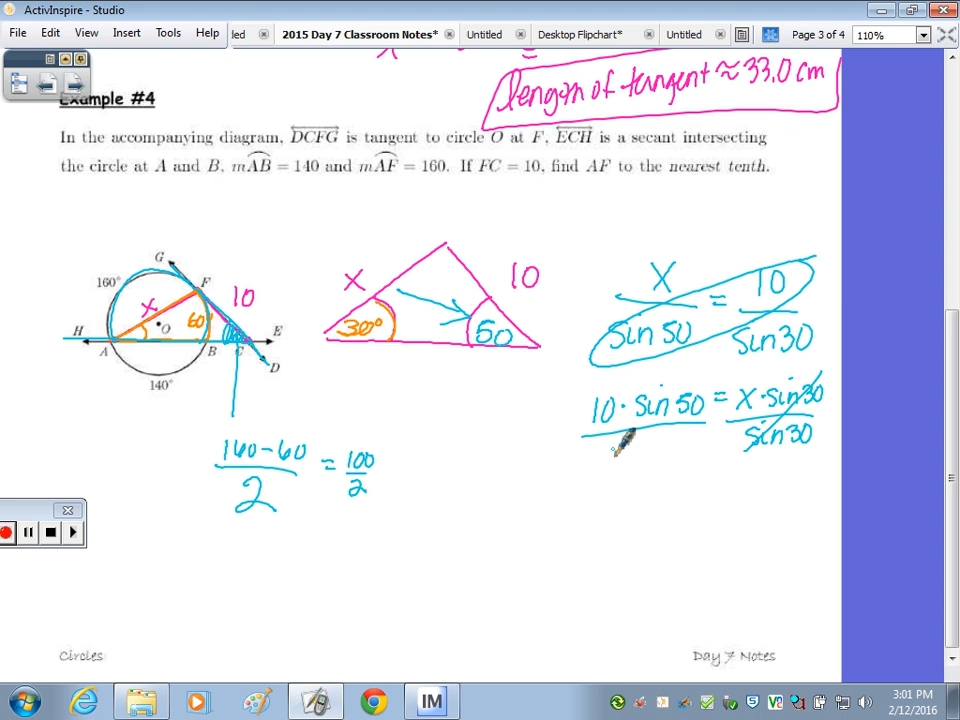 ActivInspire - Studio
File Edit View Insert Tools Help
led 2015 Day 7 Classroom Notes* Untitled Desktop Flipchart* Untitled Page 3 of 4 110%
length of tangent ≈ 33.0 cm
Example #4
In the accompanying diagram, DCFG is tangent to circle O at F, ECH is a secant intersecting
the circle at A and B, mAB = 140 and mAF = 160. If FC = 10, find AF to the nearest tenth.
G
160° F
x 10
H O 60 E
A B C D
140°
x 10
30° 50
x/sin 50 = 10/sin 30
10 · sin 50 = x · sin 30
sin 30
160 - 60 = 100
2 2
Circles Day 7 Notes
IM
3:01 PM
2/12/2016